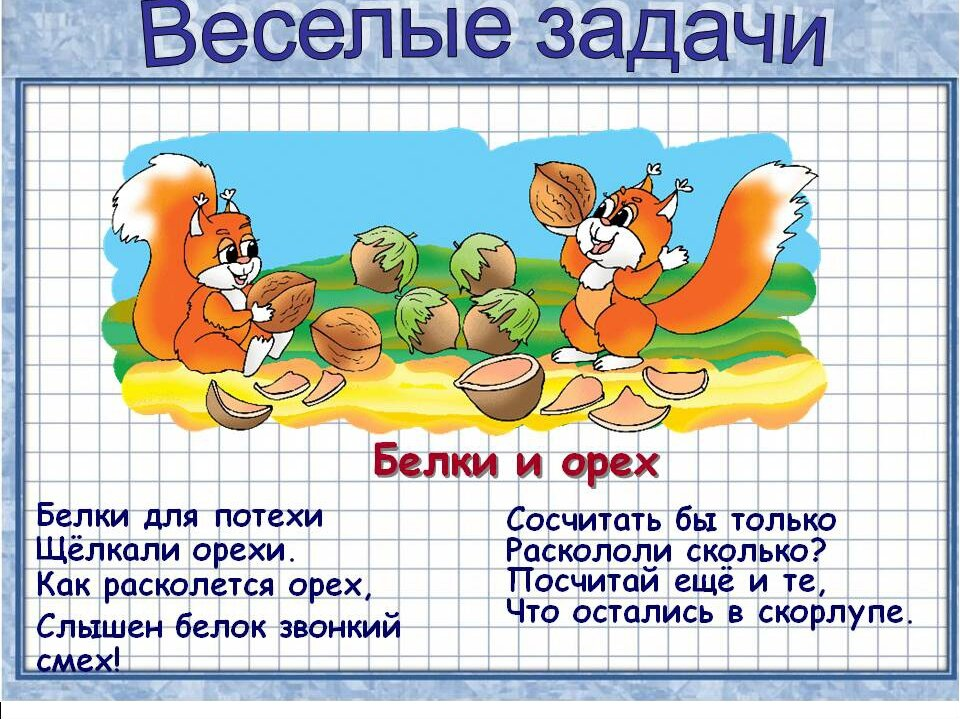 Веселые задачи
Белки и орех
Белки для потехи
Щёлкали орехи.
Как расколется орех,
Слышен белок звонкий
смех!
Сосчитать бы только
Раскололи сколько?
Посчитай ещё и те,
Что остались в скорлупе.